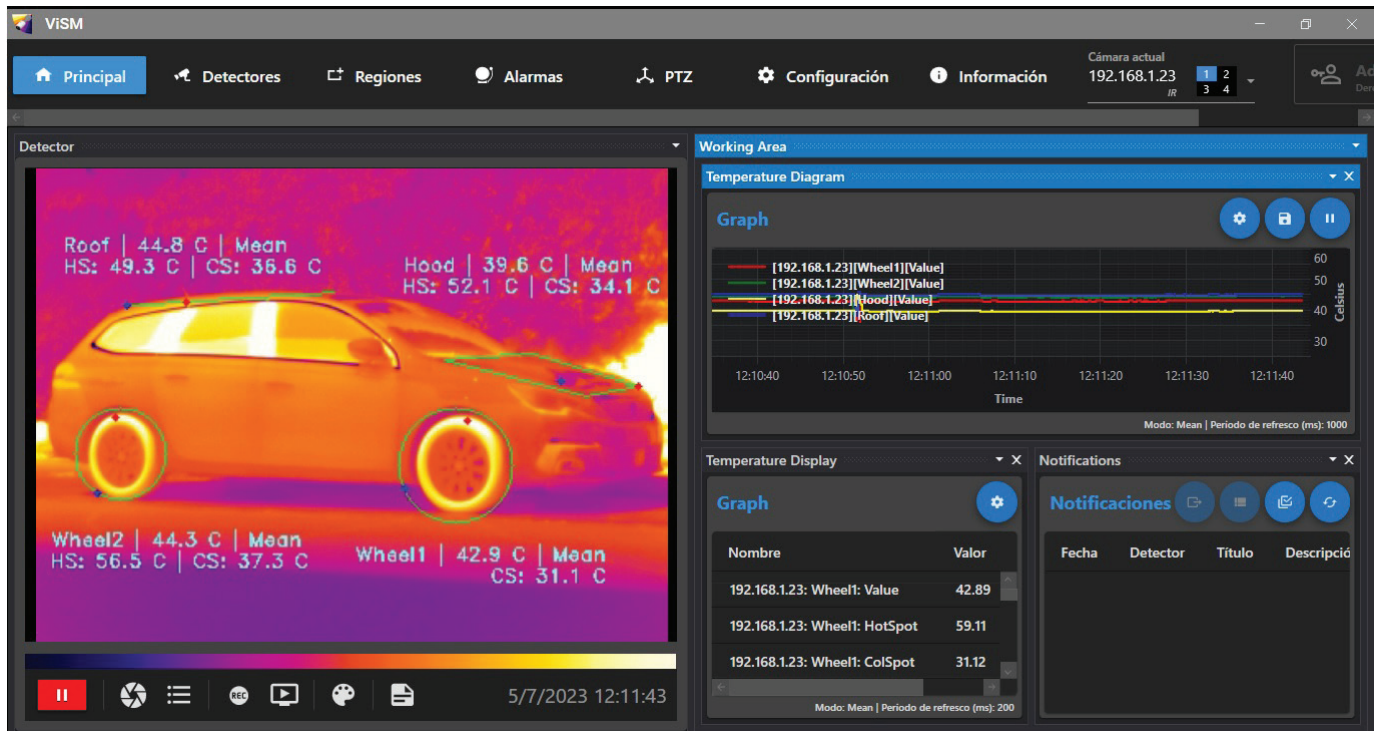 ViSM
Principal
Detectores
Regiones
Alarmas
PTZ
Configuración
Información
Cámara actual
192.168.1.23
IR
1 2
3 4
Ad
Dere
Detector
Roof | 44.8 C | Mean
HS: 49.3 C | CS: 36.6 C
Hood | 39.6 C | Mean
HS: 52.1 C | CS: 34.1 C
Wheel2 | 44.3 C | Mean
HS: 56.5 C | CS: 37.3 C
Wheel1 | 42.9 C | Mean
CS: 31.1 C
REC
5/7/2023 12:11:43
Working Area
Temperature Diagram
Graph
[192.168.1.23][Wheel1][Value]
[192.168.1.23][Wheel2][Value]
[192.168.1.23][Hood][Value]
[192.168.1.23][Roof][Value]
60
50
40
30
Celsius
12:10:40 12:10:50 12:11:00 12:11:10 12:11:20 12:11:30 12:11:40
Time
Modo: Mean | Periodo de refresco (ms): 1000
Temperature Display
Graph
Nombre Valor
192.168.1.23: Wheel1: Value 42.89
192.168.1.23: Wheel1: HotSpot 59.11
192.168.1.23: Wheel1: ColSpot 31.12
Modo: Mean | Periodo de refresco (ms): 200
Notifications
Notificaciones
Fecha Detector Título Descripció